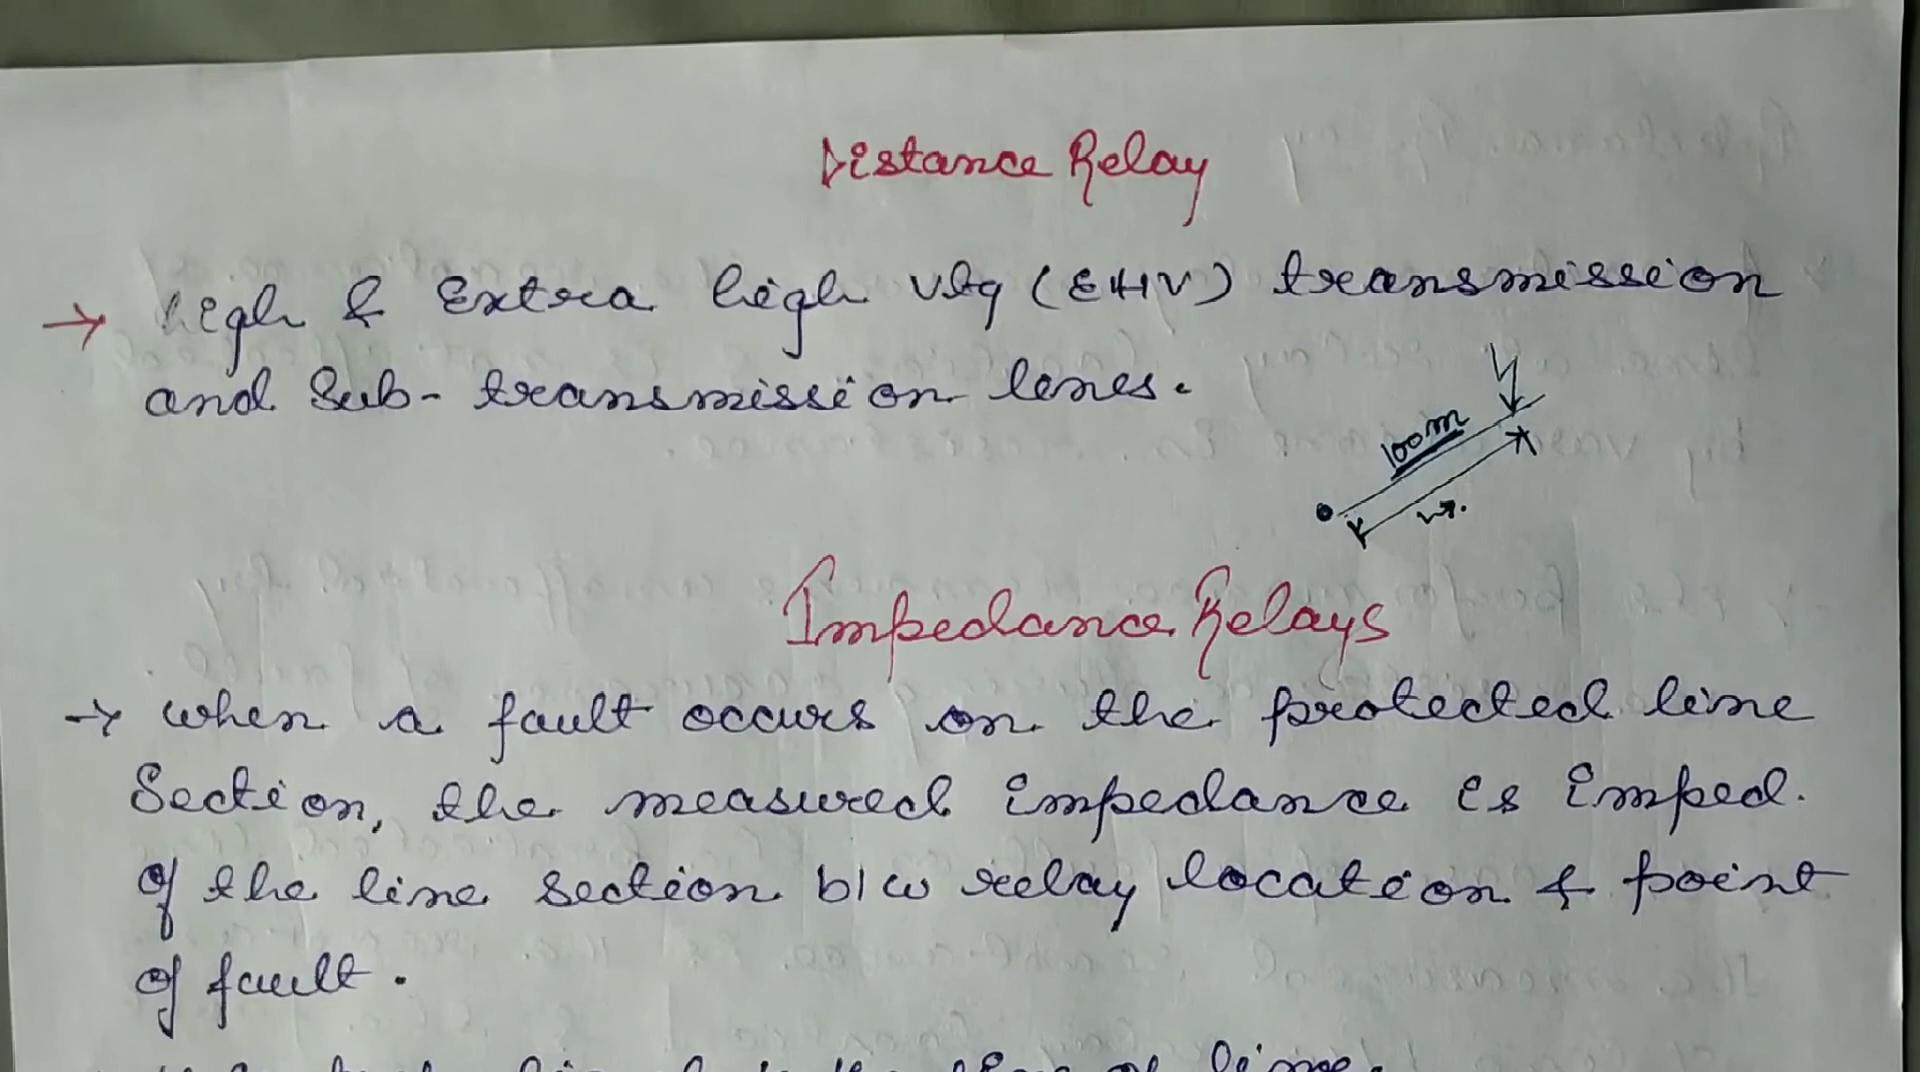 Distance Relay
→ high & Extra high vtg (EHV) transmission
and Sub-transmission lines.
100m
Impedance Relays
→ when a fault occurs on the protected line
Section, the measured impedance is imped.
of the line section b/w relay location & point
of fault.